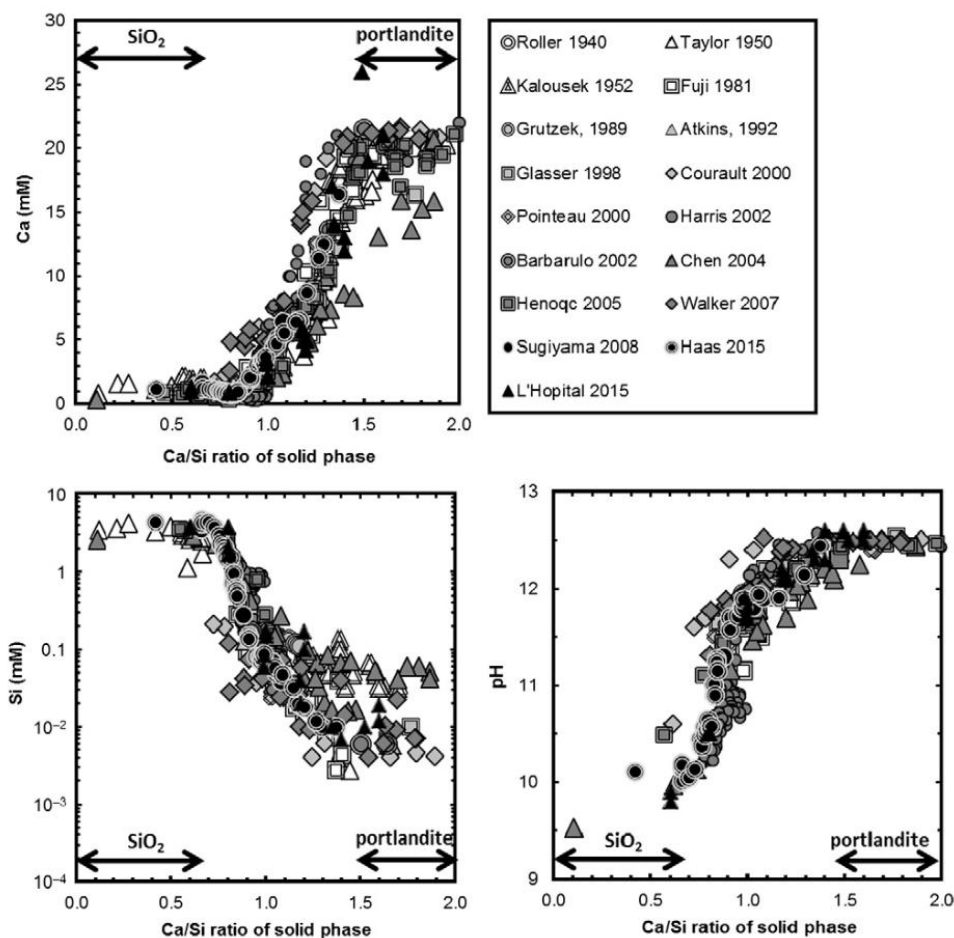 SiO2
portlandite
30
25
20
15
10
5
0
Ca (mM)
0.0 0.5 1.0 1.5 2.0
Ca/Si ratio of solid phase
Roller 1940 Taylor 1950
Kalousek 1952 Fuji 1981
Grutzek, 1989 Atkins, 1992
Glasser 1998 Courault 2000
Pointeau 2000 Harris 2002
Barbarulo 2002 Chen 2004
Henoqc 2005 Walker 2007
Sugiyama 2008 Haas 2015
L'Hopital 2015
10
1
0.1
10−2
10−3
10−4
Si (mM)
SiO2
portlandite
0.0 0.5 1.0 1.5 2.0
Ca/Si ratio of solid phase
13
12
11
10
9
pH
SiO2
portlandite
0.0 0.5 1.0 1.5 2.0
Ca/Si ratio of solid phase